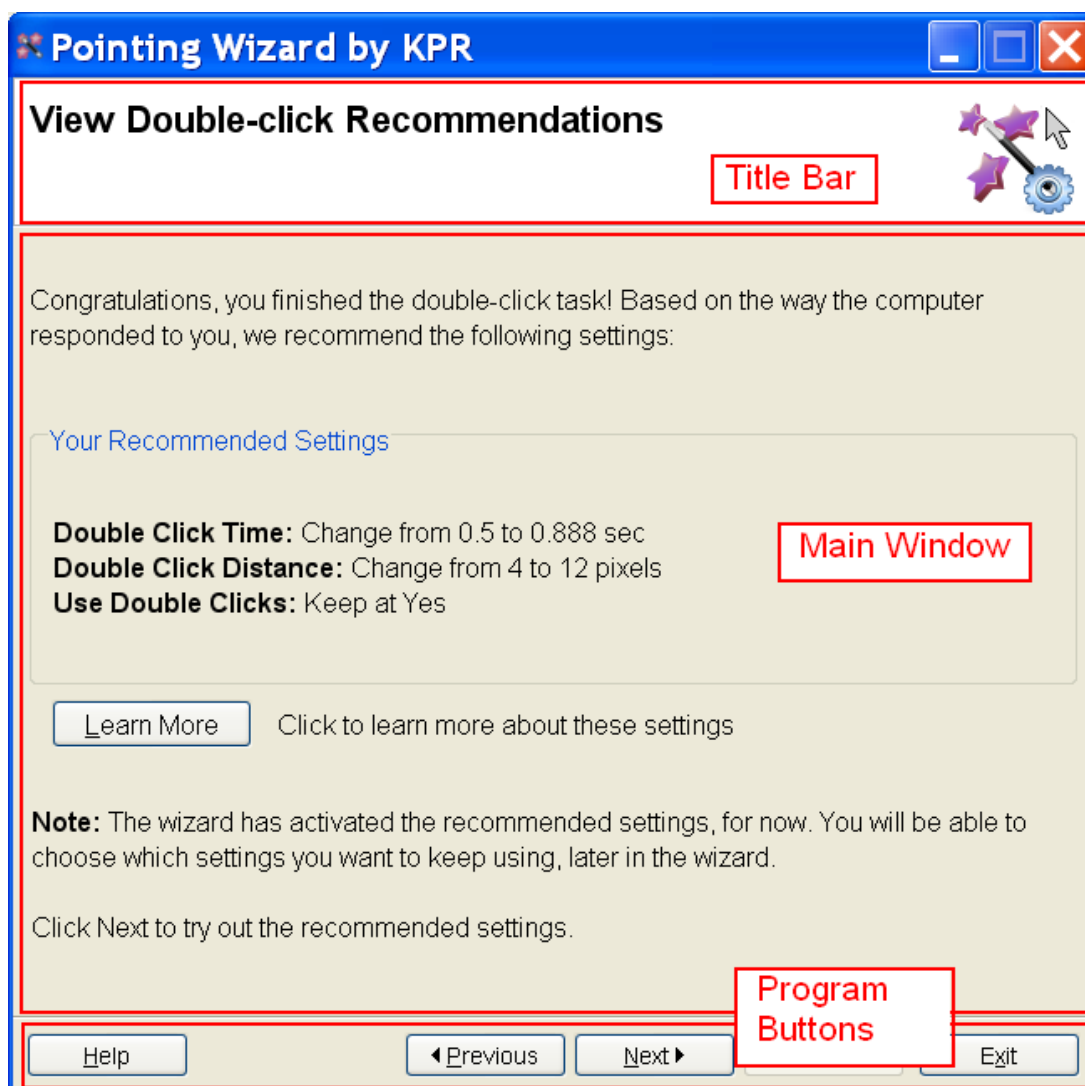 Pointing Wizard by KPR
View Double-click Recommendations
Title Bar
Congratulations, you finished the double-click task! Based on the way the computer
responded to you, we recommend the following settings:
Your Recommended Settings
Double Click Time: Change from 0.5 to 0.888 sec
Double Click Distance: Change from 4 to 12 pixels
Use Double Clicks: Keep at Yes
Main Window
Learn More Click to learn more about these settings
Note: The wizard has activated the recommended settings, for now. You will be able to
choose which settings you want to keep using, later in the wizard.
Click Next to try out the recommended settings.
Program
Buttons
Help Previous Next Exit